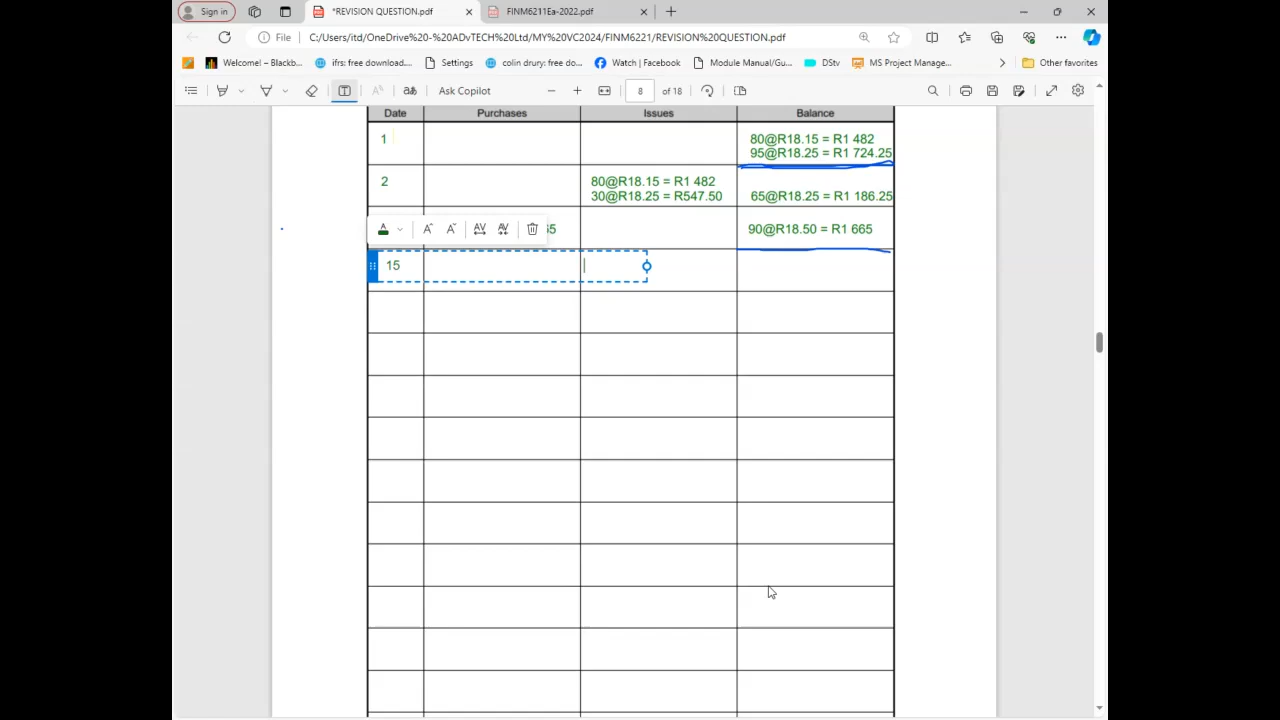 Sign in
*REVISION QUESTION.pdf
FINM6211Ea-2022.pdf
File
C:/Users/itd/OneDrive%20-%20ADvTECH%20Ltd/MY%20VC2024/FINM6221/REVISION%20QUESTION.pdf
Welcome! – Blackb...
ifrs: free download....
Settings
colin drury: free do...
Watch | Facebook
Module Manual/Gu...
DStv
MS Project Manage...
Other favorites
Ask Copilot
8 of 18
Date Purchases Issues Balance
1 80@R18.15 = R1 482
95@R18.25 = R1 724.25
2 80@R18.15 = R1 482
30@R18.25 = R547.50 65@R18.25 = R1 186.25
90@R18.50 = R1 665
15